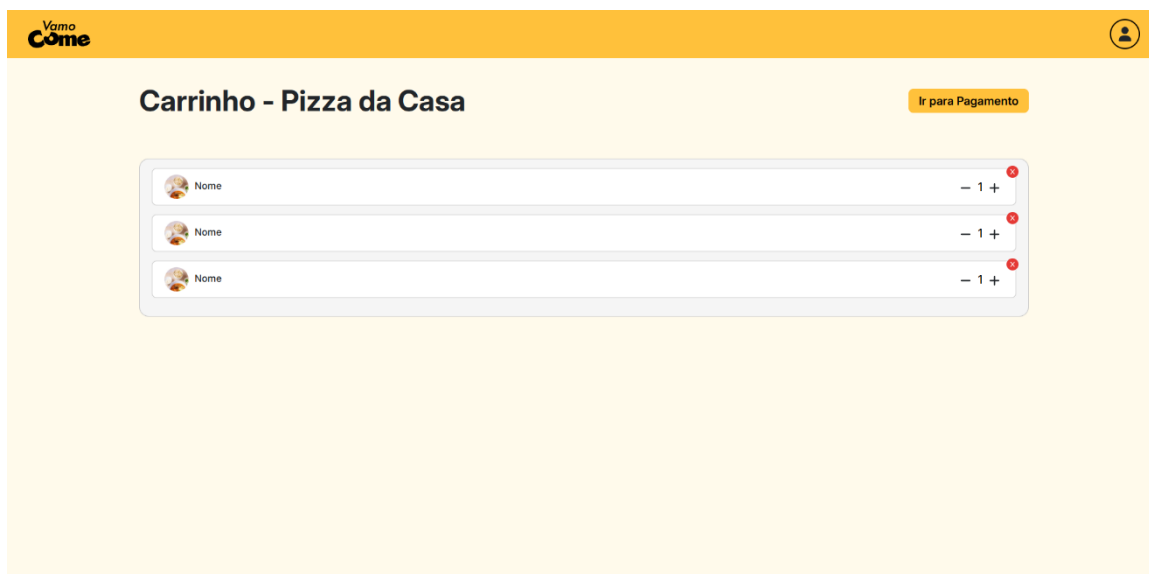 Vamo
Come
Carrinho - Pizza da Casa
Ir para Pagamento
Nome
− 1 +
x
Nome
− 1 +
x
Nome
− 1 +
x